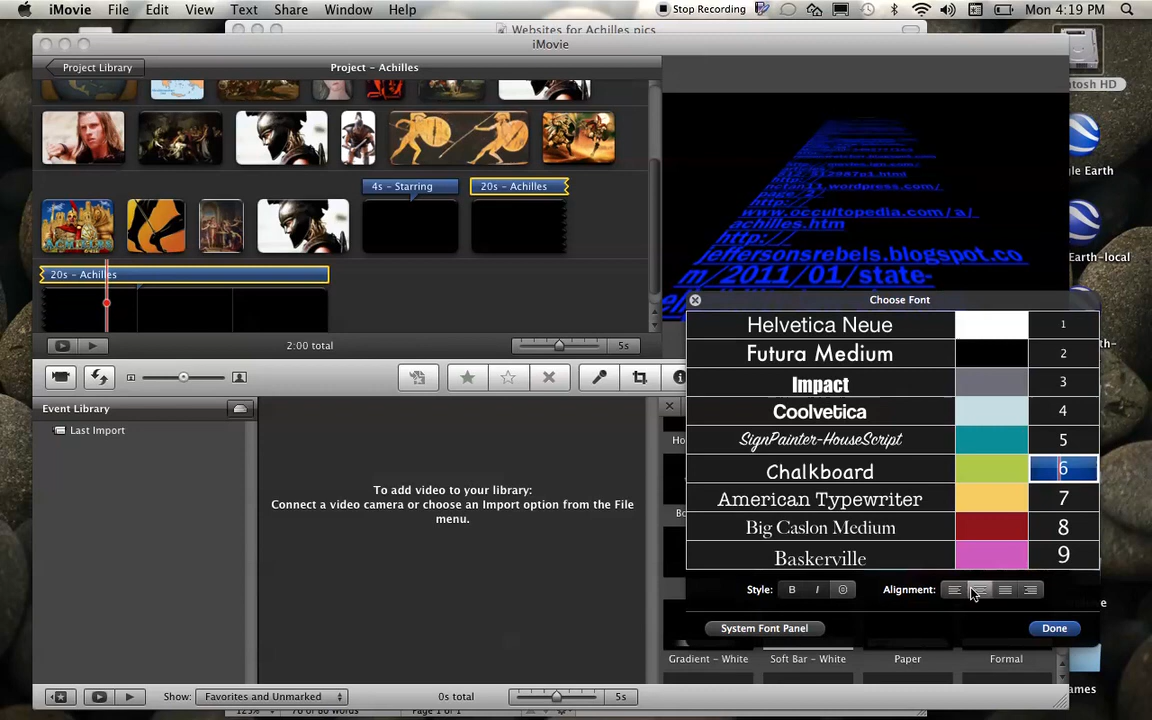 iMovie File Edit View Text Share Window Help
Stop Recording
Mon 4:19 PM
Websites for Achilles pics
iMovie
Project Library
Project - Achilles
4s - Starring
20s - Achilles
20s - Achilles
2:00 total
5s
www.occultopedia.com/a/
achilles.htm
http://
jeffersonsrebels.blogspot.co
m/2011/01/state-
Choose Font
Helvetica Neue 1
Futura Medium 2
Impact 3
Coolvetica 4
SignPainter-HouseScript 5
Chalkboard 6
American Typewriter 7
Big Caslon Medium 8
Baskerville 9
Style: B I O
Alignment:
System Font Panel
Done
Event Library
Last Import
To add video to your library:
Connect a video camera or choose an Import option from the File
menu.
Gradient - White
Soft Bar - White
Paper
Formal
Show: Favorites and Unmarked
0s total
5s
ntosh HD
gle Earth
Earth-local
ames
ACHILLES